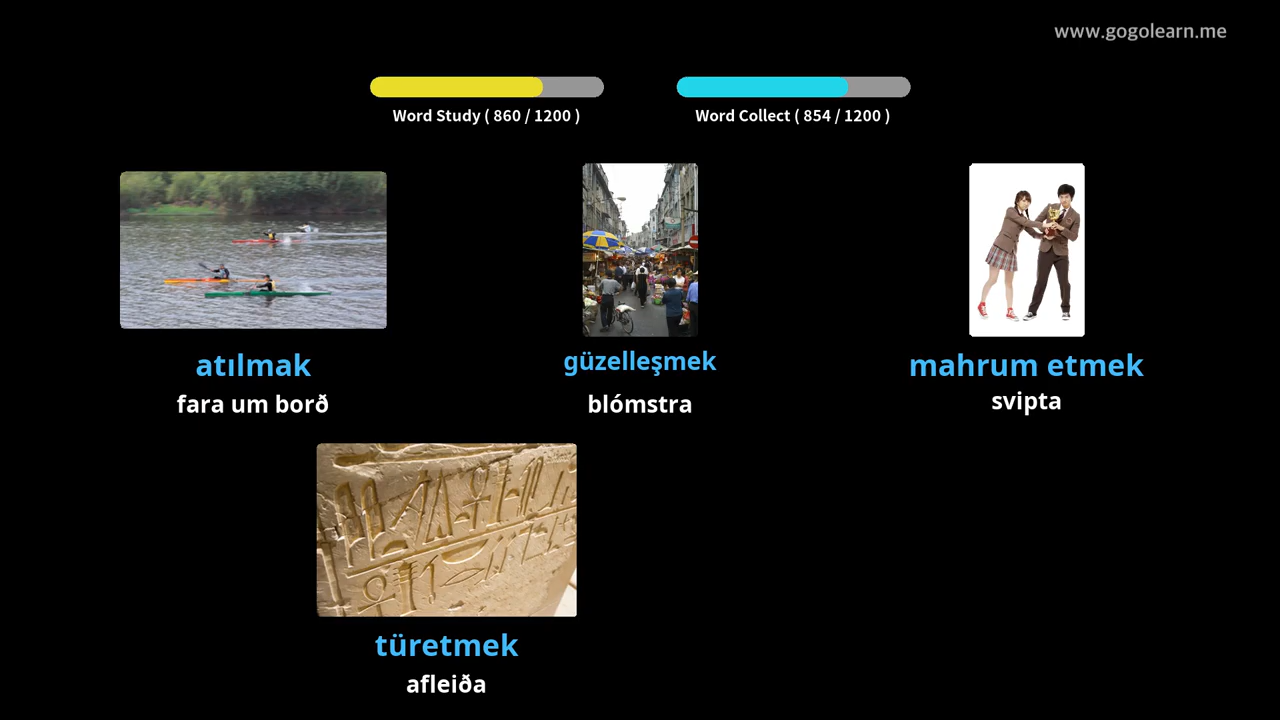 www.gogolearn.me
Word Study ( 860 / 1200 )
Word Collect ( 854 / 1200 )
atılmak
fara um borð
güzelleşmek
blómstra
mahrum etmek
svipta
türetmek
afleiða